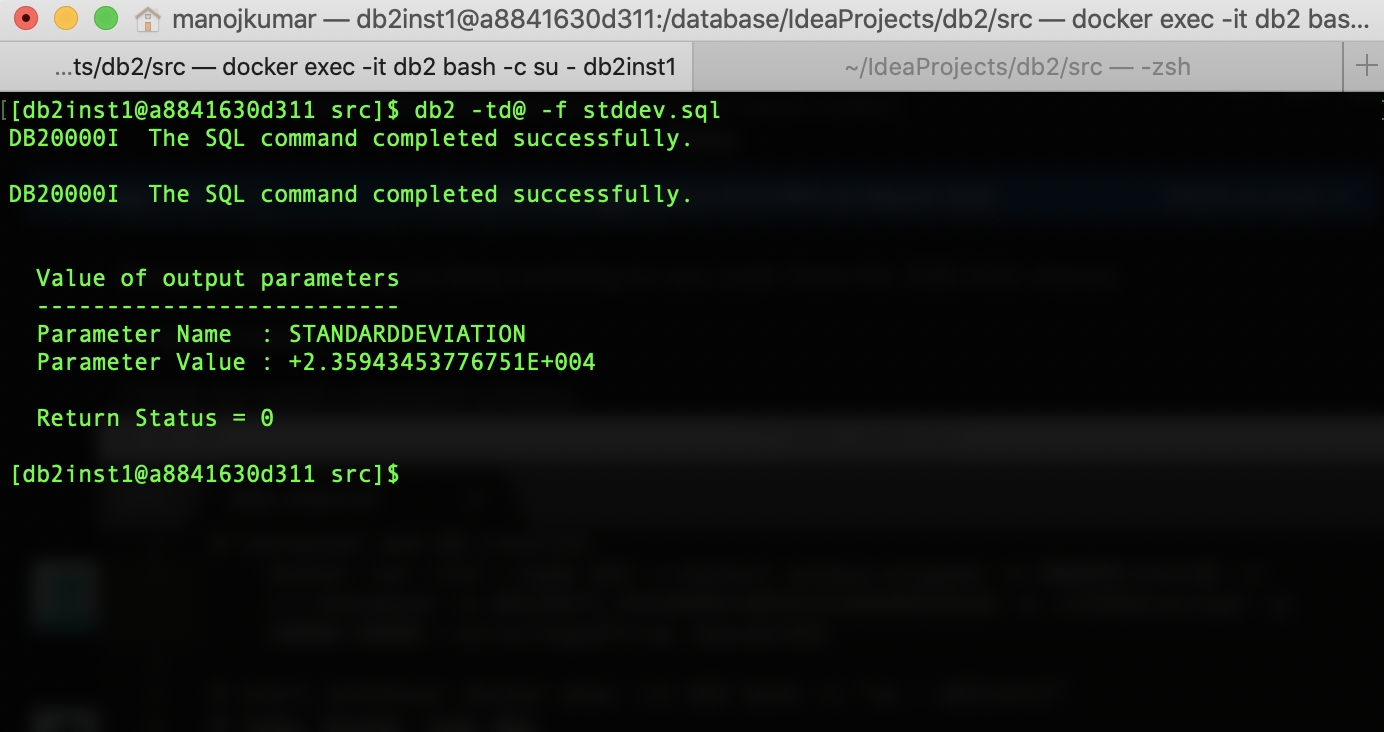 manojkumar — db2inst1@a8841630d311:/database/IdeaProjects/db2/src — docker exec -it db2 bas...
...ts/db2/src — docker exec -it db2 bash -c su - db2inst1
~/IdeaProjects/db2/src — -zsh
[[db2inst1@a8841630d311 src]$ db2 -td@ -f stddev.sql
DB20000I  The SQL command completed successfully.
DB20000I  The SQL command completed successfully.
Value of output parameters
--------------------------
Parameter Name  : STANDARDDEVIATION
Parameter Value : +2.35943453776751E+004
Return Status = 0
[db2inst1@a8841630d311 src]$